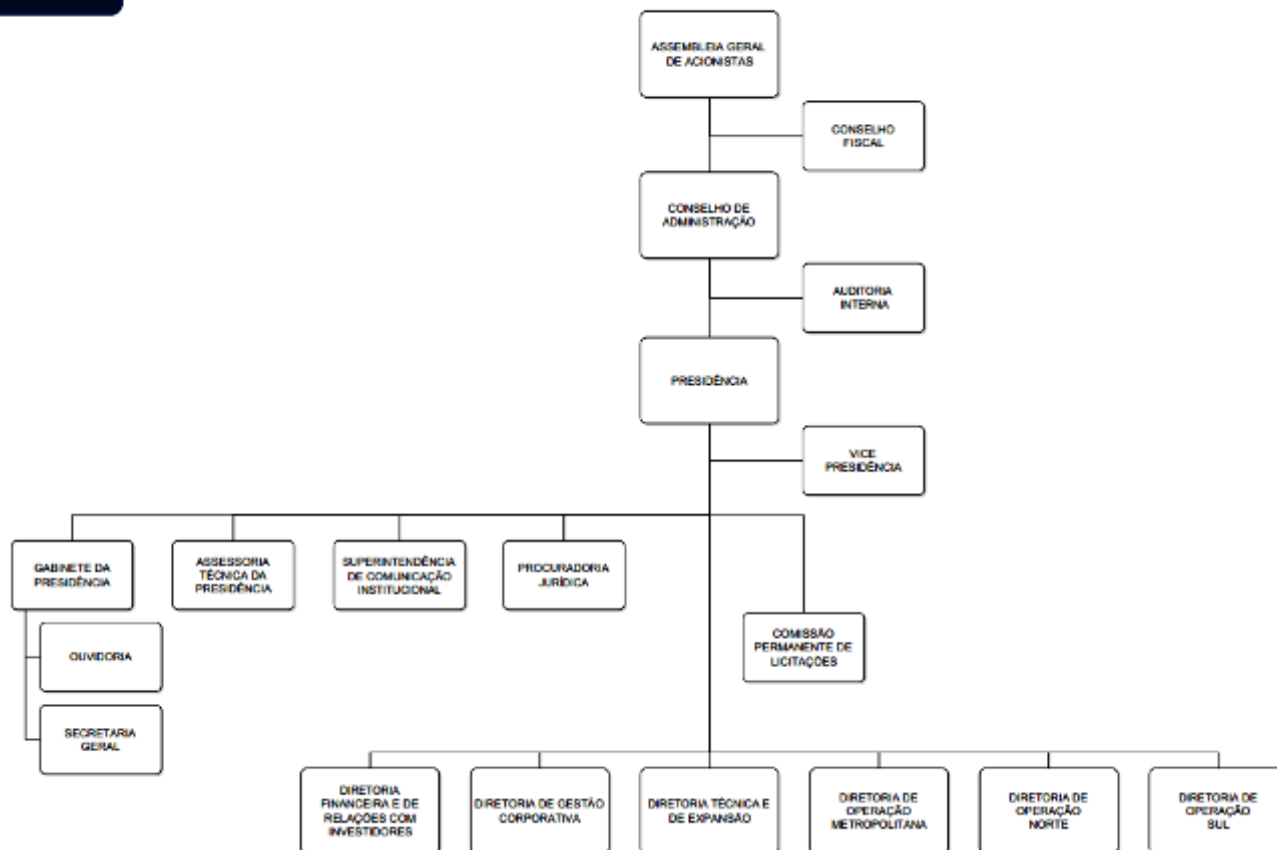 ASSEMBLEIA GERAL
DE ACIONISTAS
CONSELHO
FISCAL
CONSELHO DE
ADMINISTRAÇÃO
AUDITORIA
INTERNA
PRESIDÊNCIA
VICE
PRESIDÊNCIA
GABINETE DA
PRESIDÊNCIA
ASSESSORIA
TÉCNICA DA
PRESIDÊNCIA
SUPERINTENDÊNCIA
DE COMUNICAÇÃO
INSTITUCIONAL
PROCURADORIA
JURÍDICA
OUVIDORIA
SECRETARIA
GERAL
COMISSÃO
PERMANENTE DE
LICITAÇÕES
DIRETORIA
FINANCEIRA E DE
RELAÇÕES COM
INVESTIDORES
DIRETORIA DE GESTÃO
CORPORATIVA
DIRETORIA TÉCNICA E
DE EXPANSÃO
DIRETORIA DE
OPERAÇÃO
METROPOLITANA
DIRETORIA DE
OPERAÇÃO
NORTE
DIRETORIA DE
OPERAÇÃO
SUL